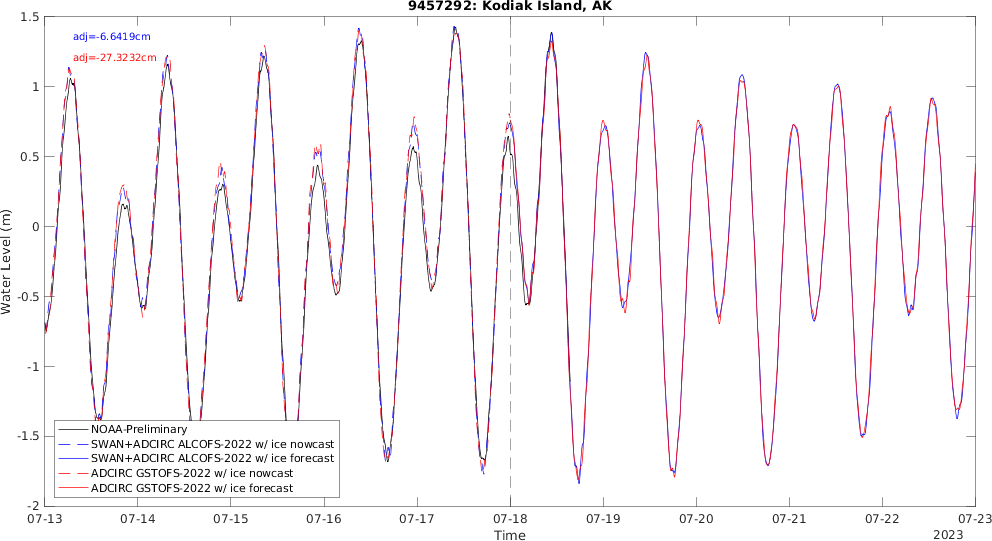 9457292: Kodiak Island, AK
adj=-6.6419cm
adj=-27.3232cm
Water Level (m)
1.5
1
0.5
0
-0.5
-1
-1.5
-2
NOAA-Preliminary
SWAN+ADCIRC ALCOFS-2022 w/ ice nowcast
SWAN+ADCIRC ALCOFS-2022 w/ ice forecast
ADCIRC GSTOFS-2022 w/ ice nowcast
ADCIRC GSTOFS-2022 w/ ice forecast
07-13 07-14 07-15 07-16 07-17 07-18 07-19 07-20 07-21 07-22 07-23
Time
2023